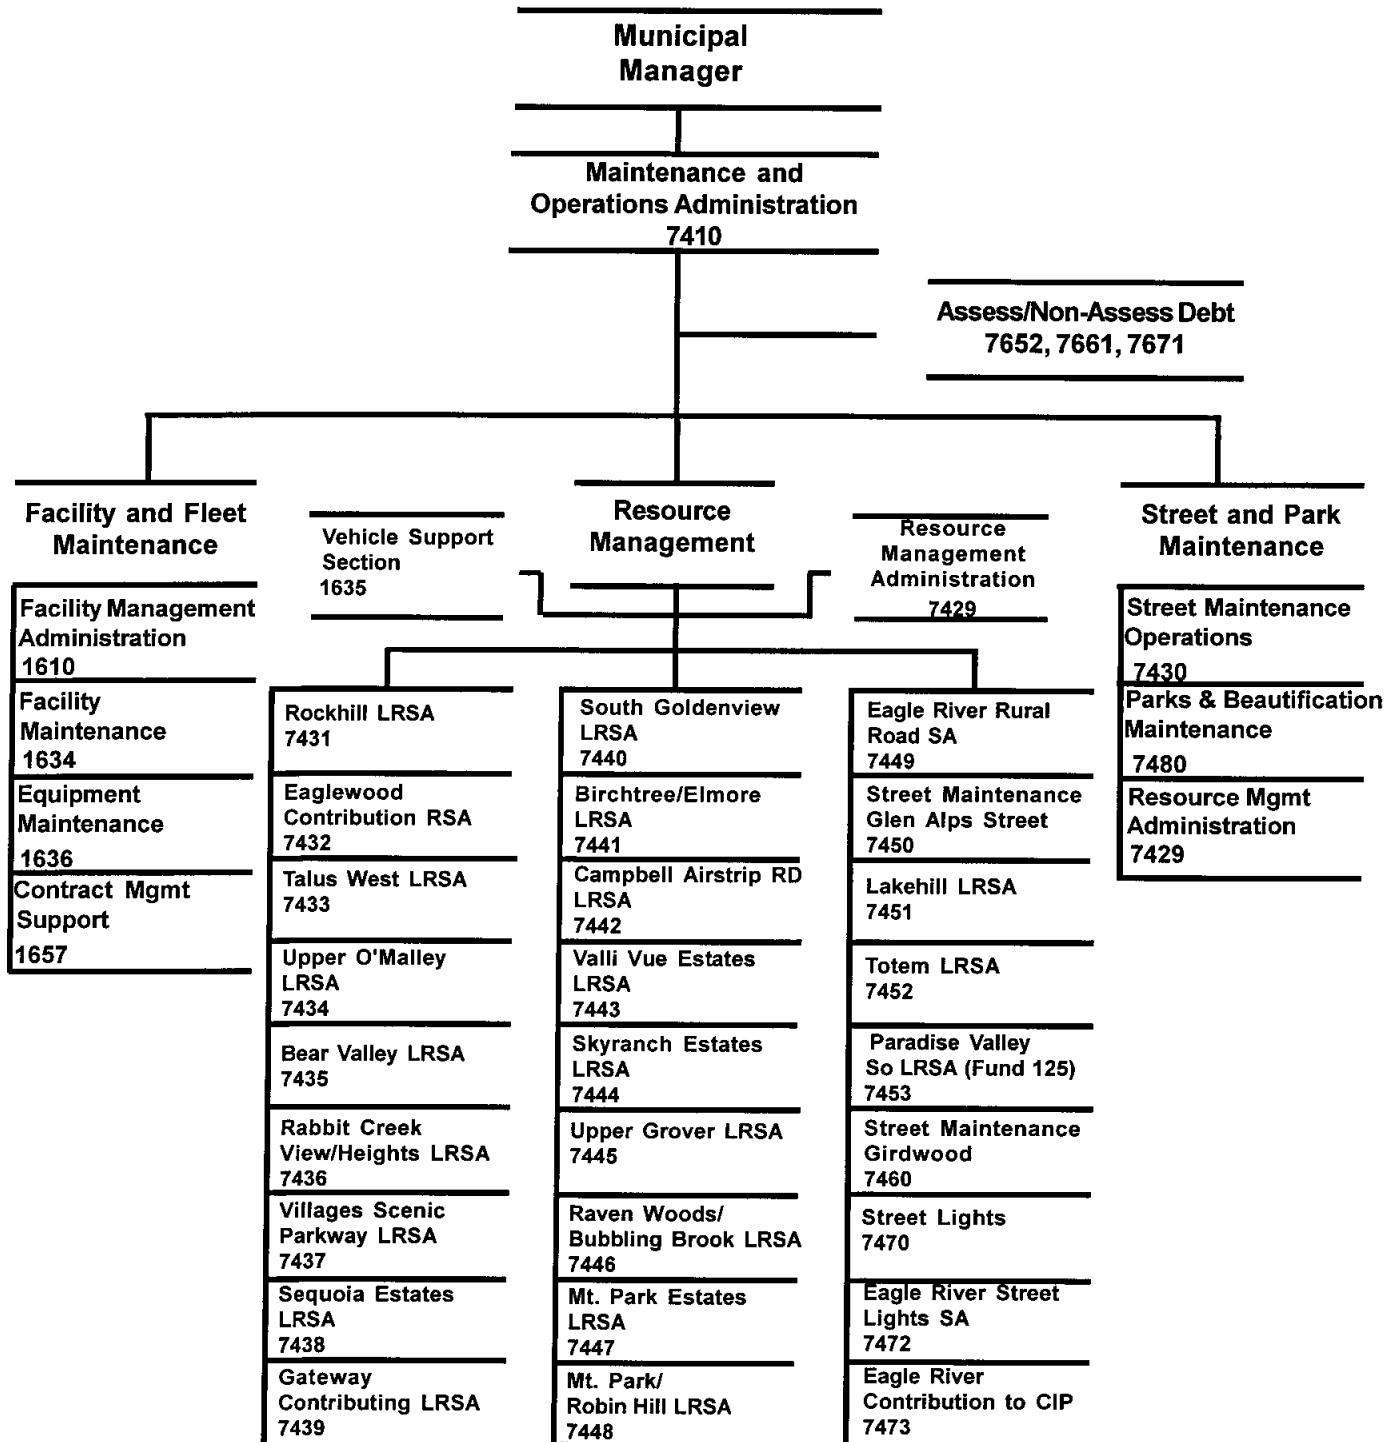 Municipal
Manager
Maintenance and
Operations Administration
7410
Assess/Non-Assess Debt
7652, 7661, 7671
Facility and Fleet
Maintenance
Facility Management
Administration
1610
Facility
Maintenance
1634
Equipment
Maintenance
1636
Contract Mgmt
Support
1657
Vehicle Support
Section
1635
Resource
Management
Resource
Management
Administration
7429
Rockhill LRSA
7431
Eaglewood
Contribution RSA
7432
Talus West LRSA
7433
Upper O'Malley
LRSA
7434
Bear Valley LRSA
7435
Rabbit Creek
View/Heights LRSA
7436
Villages Scenic
Parkway LRSA
7437
Sequoia Estates
LRSA
7438
Gateway
Contributing LRSA
7439
South Goldenview
LRSA
7440
Birchtree/Elmore
LRSA
7441
Campbell Airstrip RD
LRSA
7442
Valli Vue Estates
LRSA
7443
Skyranch Estates
LRSA
7444
Upper Grover LRSA
7445
Raven Woods/
Bubbling Brook LRSA
7446
Mt. Park Estates
LRSA
7447
Mt. Park/
Robin Hill LRSA
7448
Eagle River Rural
Road SA
7449
Street Maintenance
Glen Alps Street
7450
Lakehill LRSA
7451
Totem LRSA
7452
Paradise Valley
So LRSA (Fund 125)
7453
Street Maintenance
Girdwood
7460
Street Lights
7470
Eagle River Street
Lights SA
7472
Eagle River
Contribution to CIP
7473
Street and Park
Maintenance
Street Maintenance
Operations
7430
Parks & Beautification
Maintenance
7480
Resource Mgmt
Administration
7429